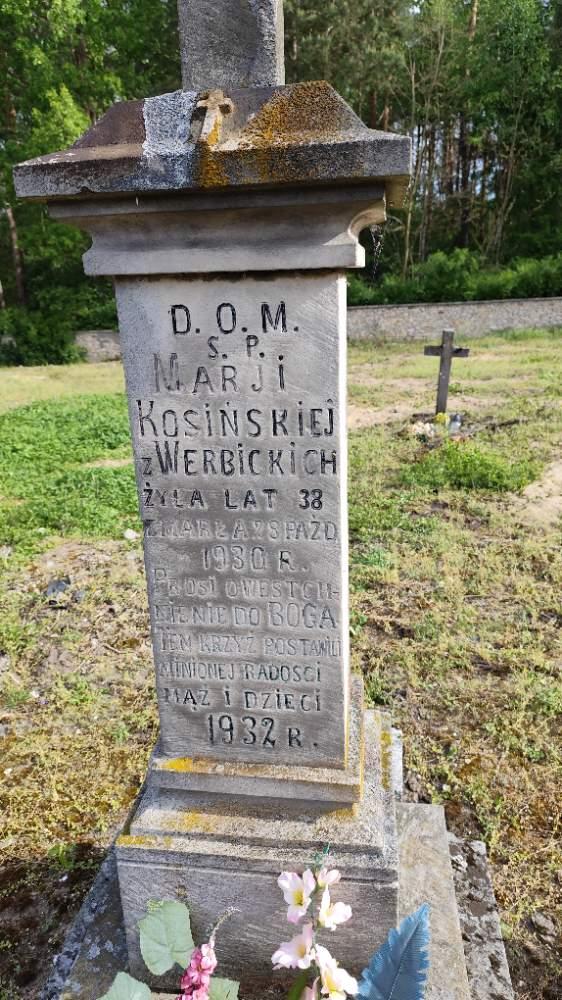 D. O. M.
S. P.
MARJI
KOSIŃSKIEJ
z WERBICKICH
ŻYŁA LAT 38
ZMARŁA 28 PAŹD.
1930 R.
PROSI O WESTCH-
NIENIE DO BOGA
TEN KRZYŻ POSTAWILI
MINIONEJ RADOSCI
MĄŻ I DZIECI
1932 R.